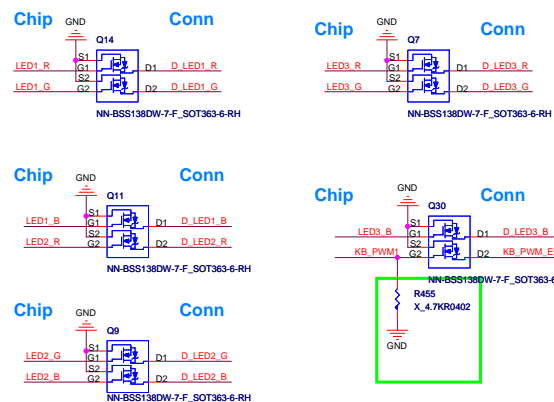 Chip
GND
Conn
Q14
S1
LED1_R
G1
D1
D_LED1_R
S2
LED1_G
G2
D2
D_LED1_G
NN-BSS138DW-7-F_SOT363-6-RH
Chip
GND
Conn
Q7
S1
LED3_R
G1
D1
D_LED3_R
S2
LED3_G
G2
D2
D_LED3_G
NN-BSS138DW-7-F_SOT363-6-RH
Chip
GND
Conn
Q11
S1
LED1_B
G1
D1
D_LED1_B
S2
LED2_R
G2
D2
D_LED2_R
NN-BSS138DW-7-F_SOT363-6-RH
Chip
GND
Conn
Q30
S1
LED3_B
G1
D1
D_LED3_B
S2
KB_PWM1
G2
D2
KB_PWM_E
NN-BSS138DW-7-F_SOT363-6
R455
X_4.7KR0402
GND
Chip
GND
Conn
Q9
S1
LED2_G
G1
D1
D_LED2_G
S2
LED2_B
G2
D2
D_LED2_B
NN-BSS138DW-7-F_SOT363-6-RH